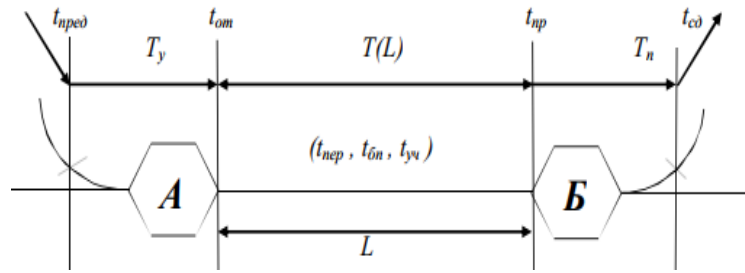 tпред tот tпр tсд
Tу T(L) Tп
(tпер , tбп , tуч )
А Б
L